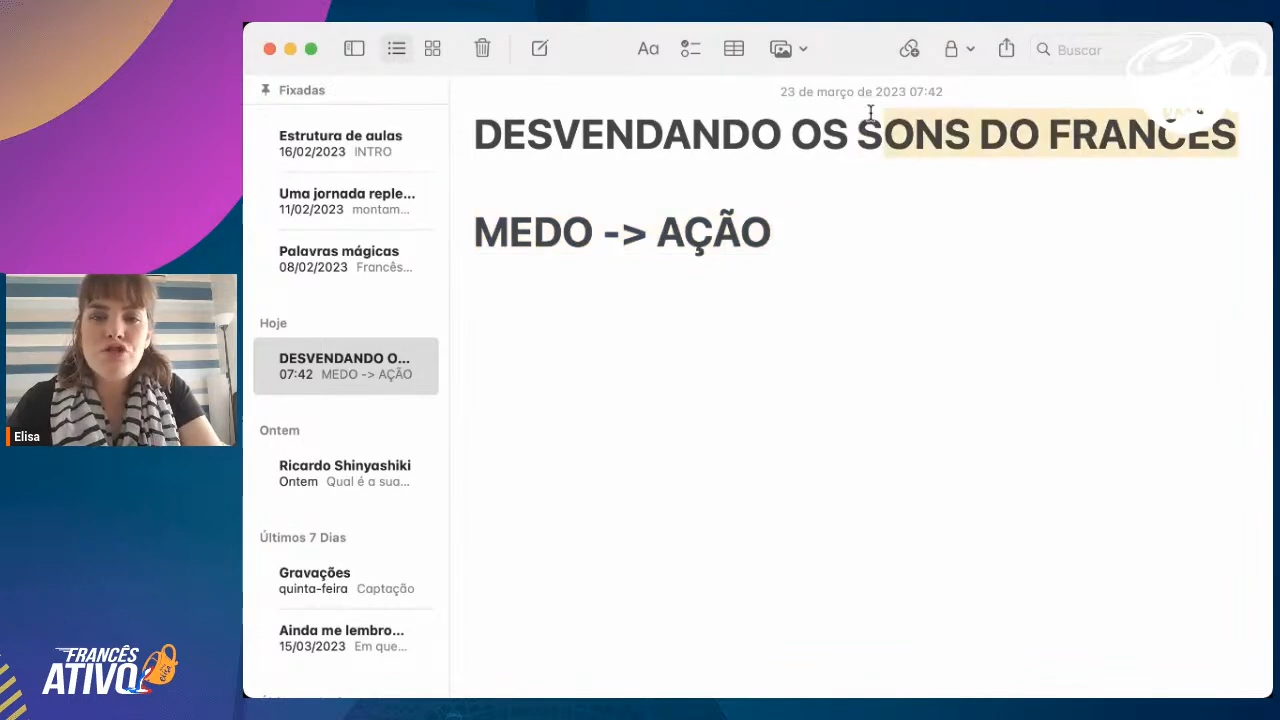 Buscar
Fixadas
Estrutura de aulas
16/02/2023 INTRO
Uma jornada reple...
11/02/2023 montam...
Palavras mágicas
08/02/2023 Francês...
Hoje
DESVENDANDO O...
07:42 MEDO -> AÇÃO
Ontem
Ricardo Shinyashiki
Ontem Qual é a sua...
Últimos 7 Dias
Gravações
quinta-feira Captação
Ainda me lembro...
15/03/2023 Em que...
23 de março de 2023 07:42
DESVENDANDO OS SONS DO FRANCÊS
MEDO -> AÇÃO
Aa
Elisa
FRANCÊS
ATIVO